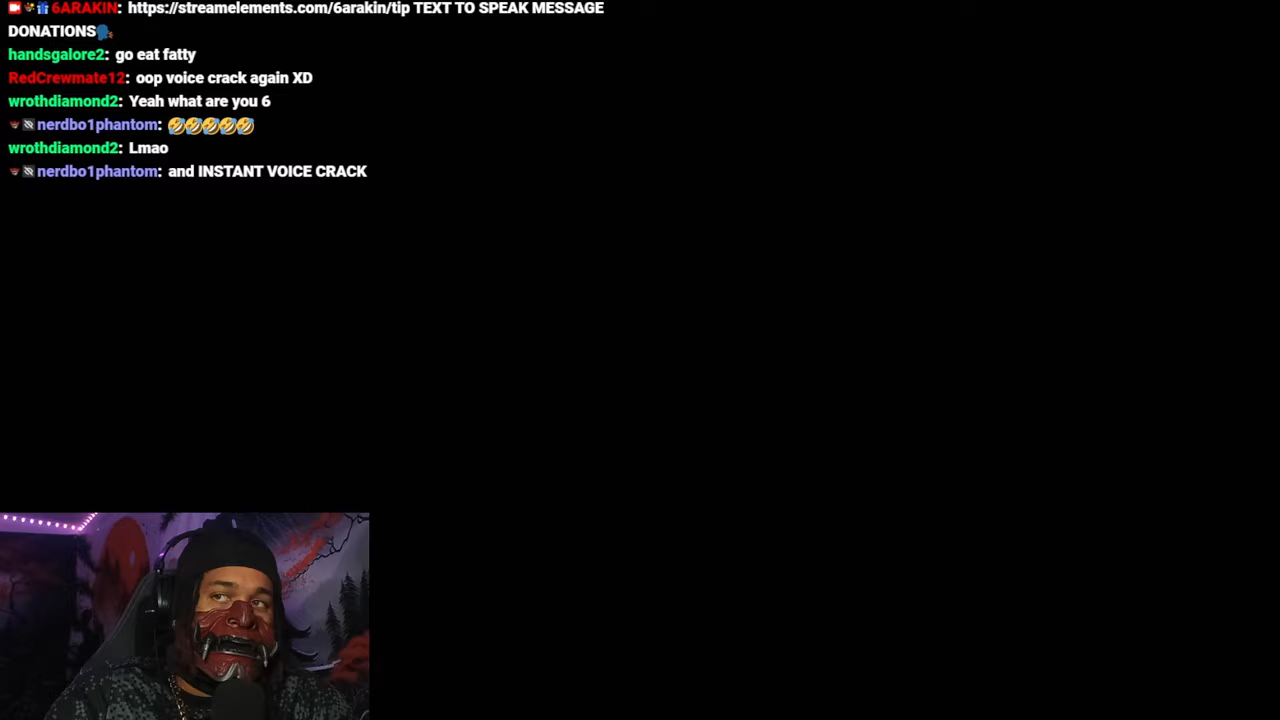 6ARAKIN: https://streamelements.com/6arakin/tip TEXT TO SPEAK MESSAGE
DONATIONS🗣
handsgalore2: go eat fatty
RedCrewmate12: oop voice crack again XD
wrothdiamond2: Yeah what are you 6
nerdbo1phantom: 🤣🤣🤣🤣🤣
wrothdiamond2: Lmao
nerdbo1phantom: and INSTANT VOICE CRACK